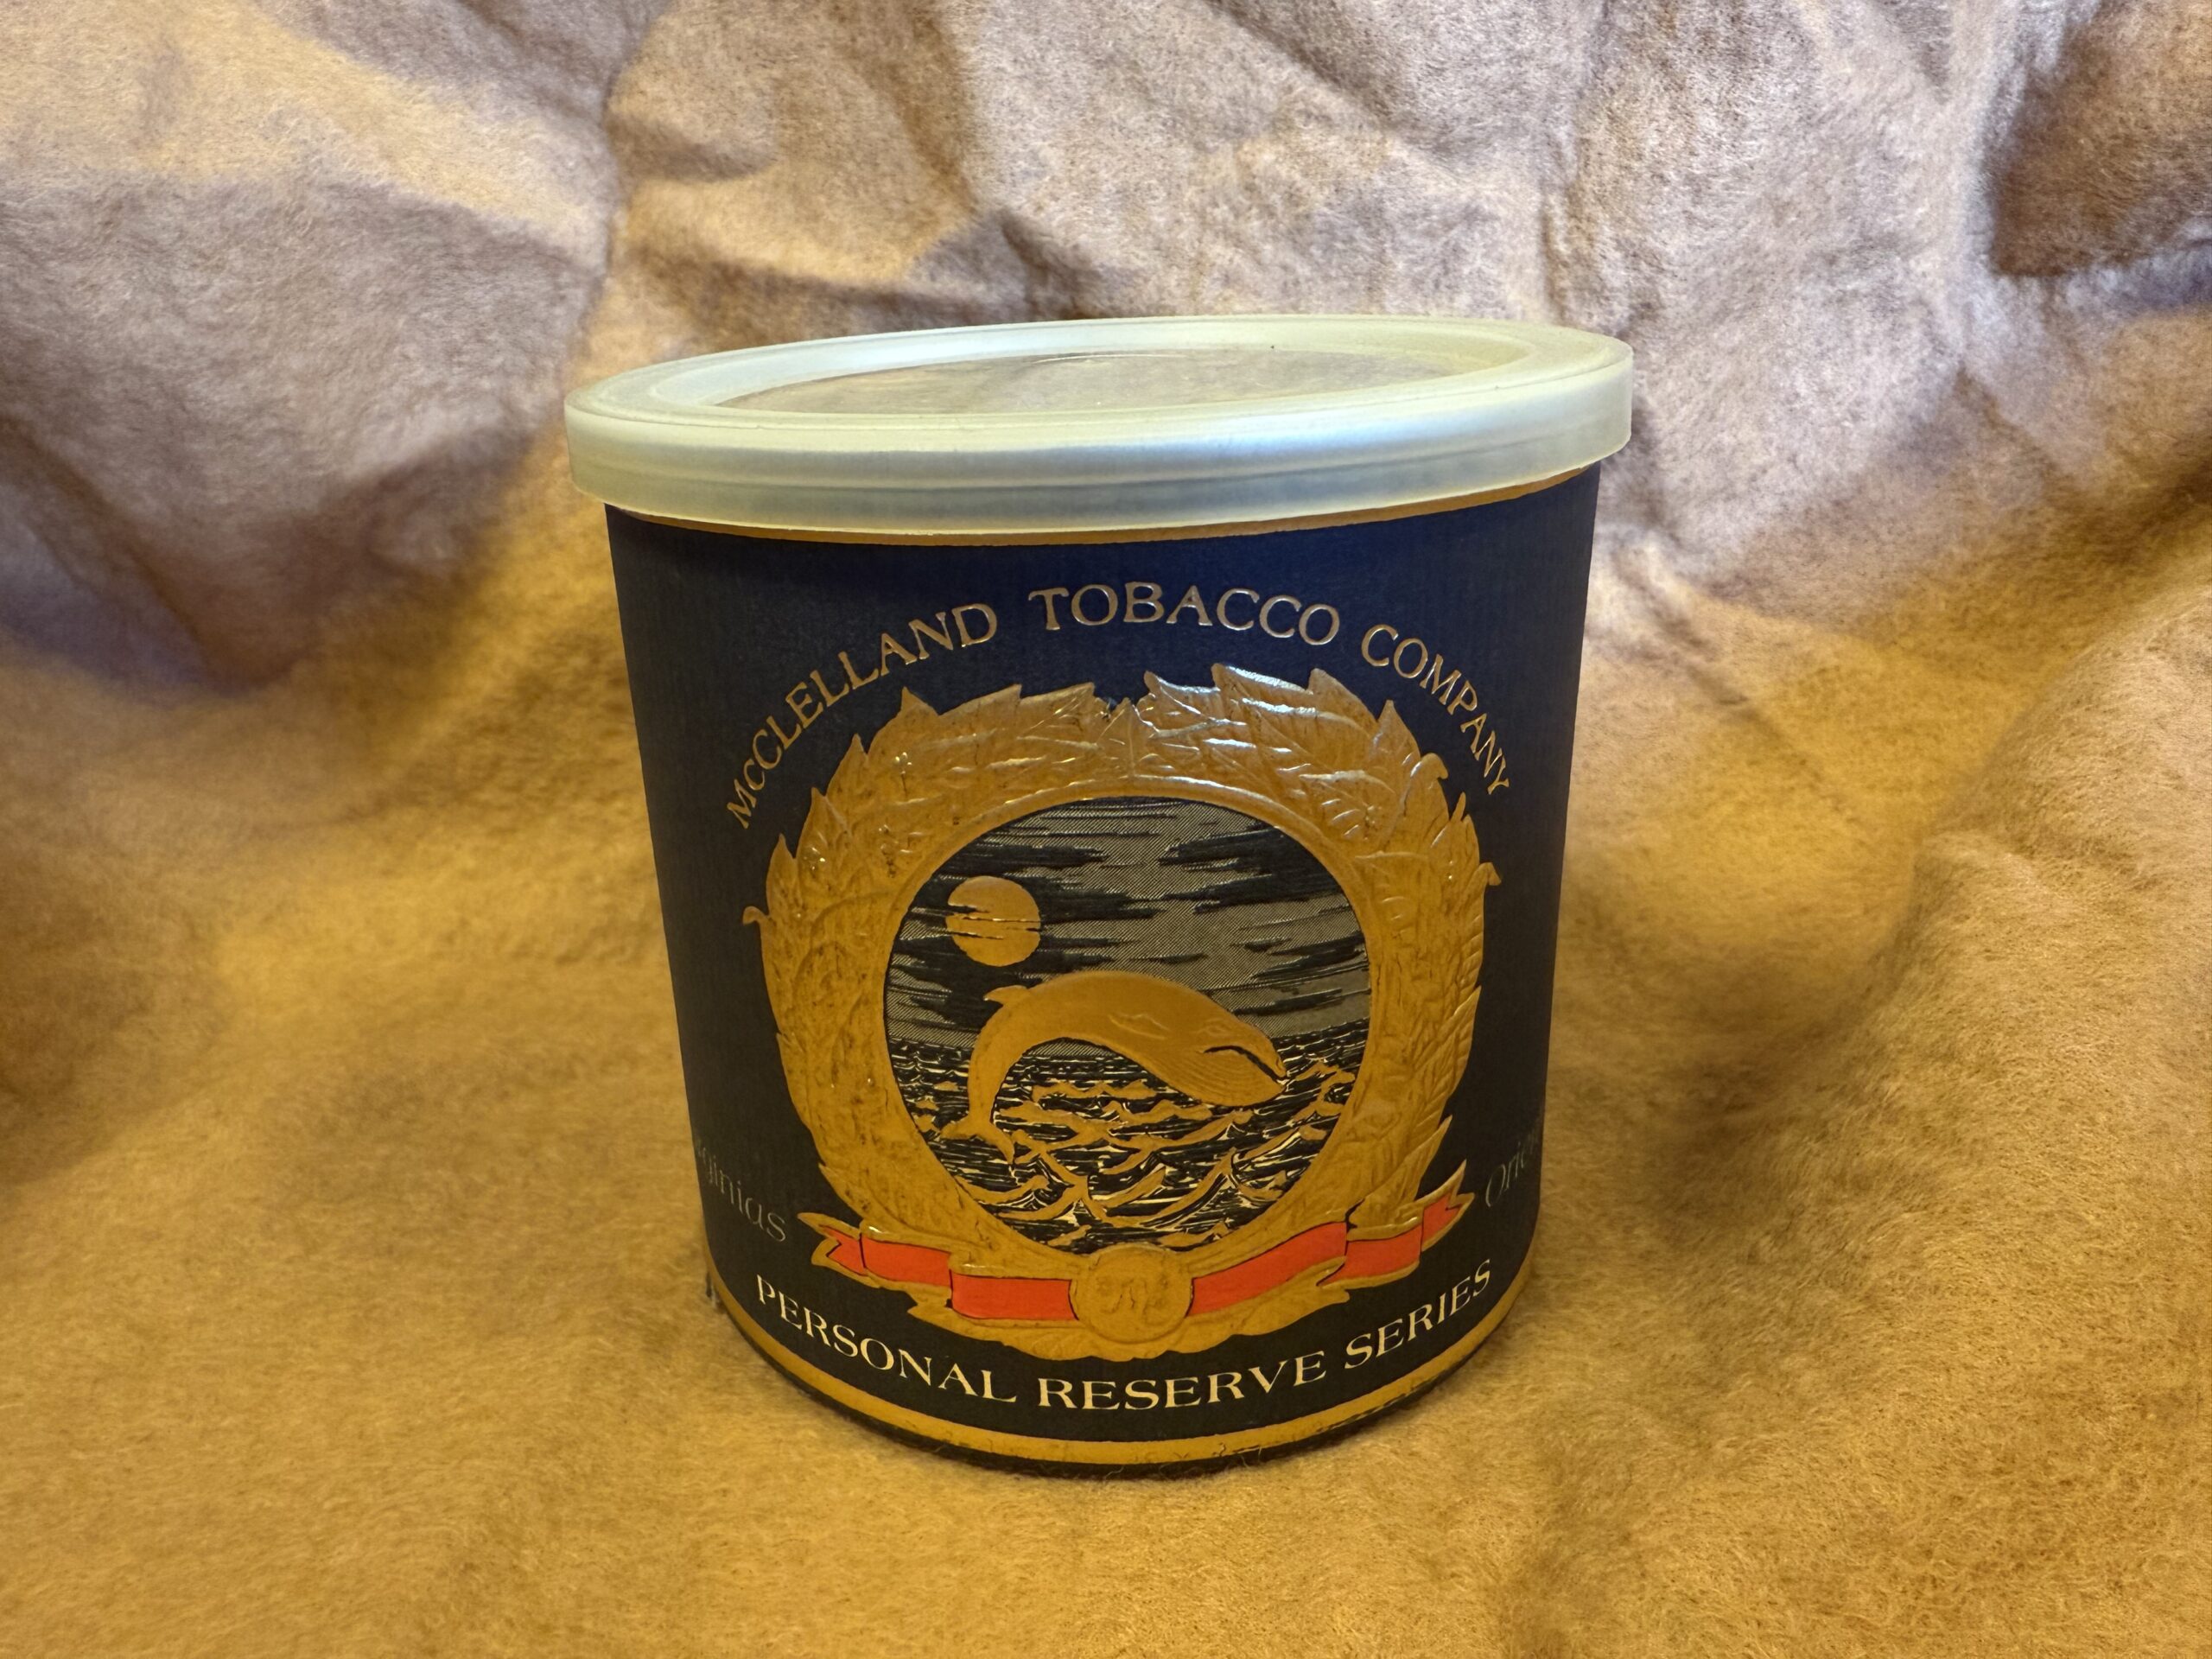 McCLELLAND TOBACCO COMPANY
PERSONAL RESERVE SERIES